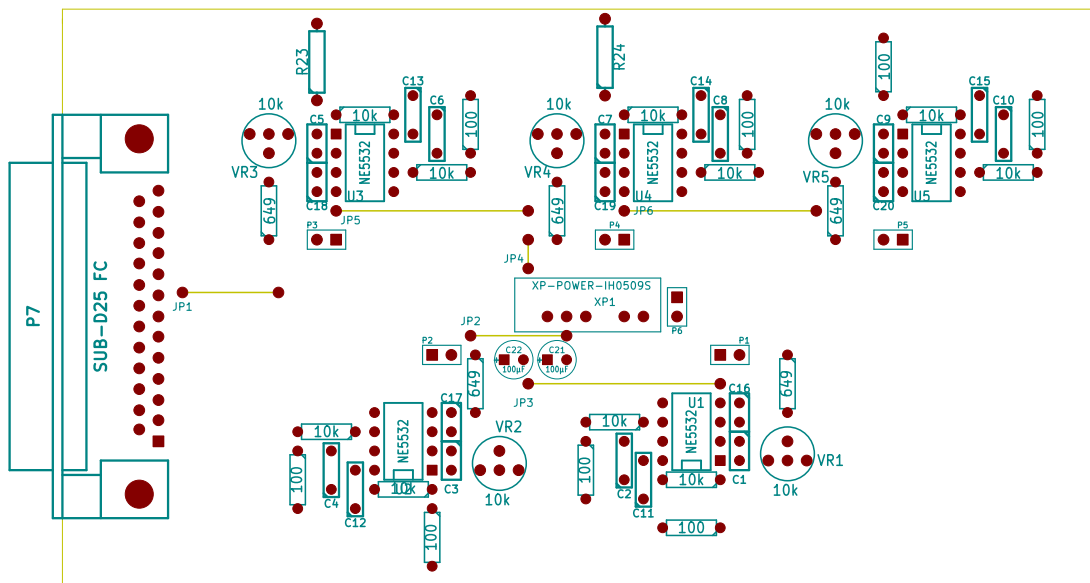 R23
R24
100
C13
C14
C15
10k
10k
C6
10k
10k
C8
10k
10k
C10
C5
100
C7
100
C9
100
NE5532
NE5532
NE5532
VR3
10k
VR4
10k
VR5
10k
U3
U4
U5
C18
C19
C20
649
649
649
JP5
JP6
P3
P4
P5
JP4
SUB-D25 FC
P7
XP-POWER-IH0509S
XP1
JP1
P6
JP2
P2
C22
C21
P1
100µF
100µF
649
649
JP3
C17
C16
U1
10k
VR2
10k
NE5532
NE5532
VR1
100
C4
C3
100
C2
C1
10k
10k
10k
10k
C12
C11
100
100